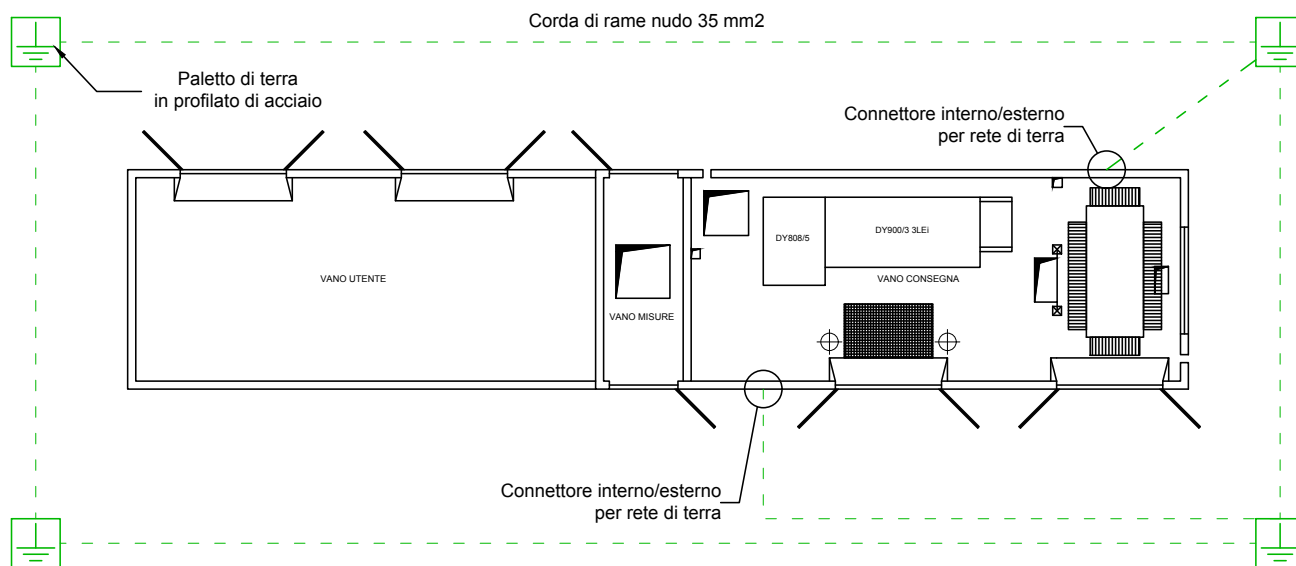 Corda di rame nudo 35 mm2
Paletto di terra
in profilato di acciaio
Connettore interno/esterno
per rete di terra
DY808/5
DY900/3 3LEi
VANO UTENTE
VANO CONSEGNA
VANO MISURE
Connettore interno/esterno
per rete di terra